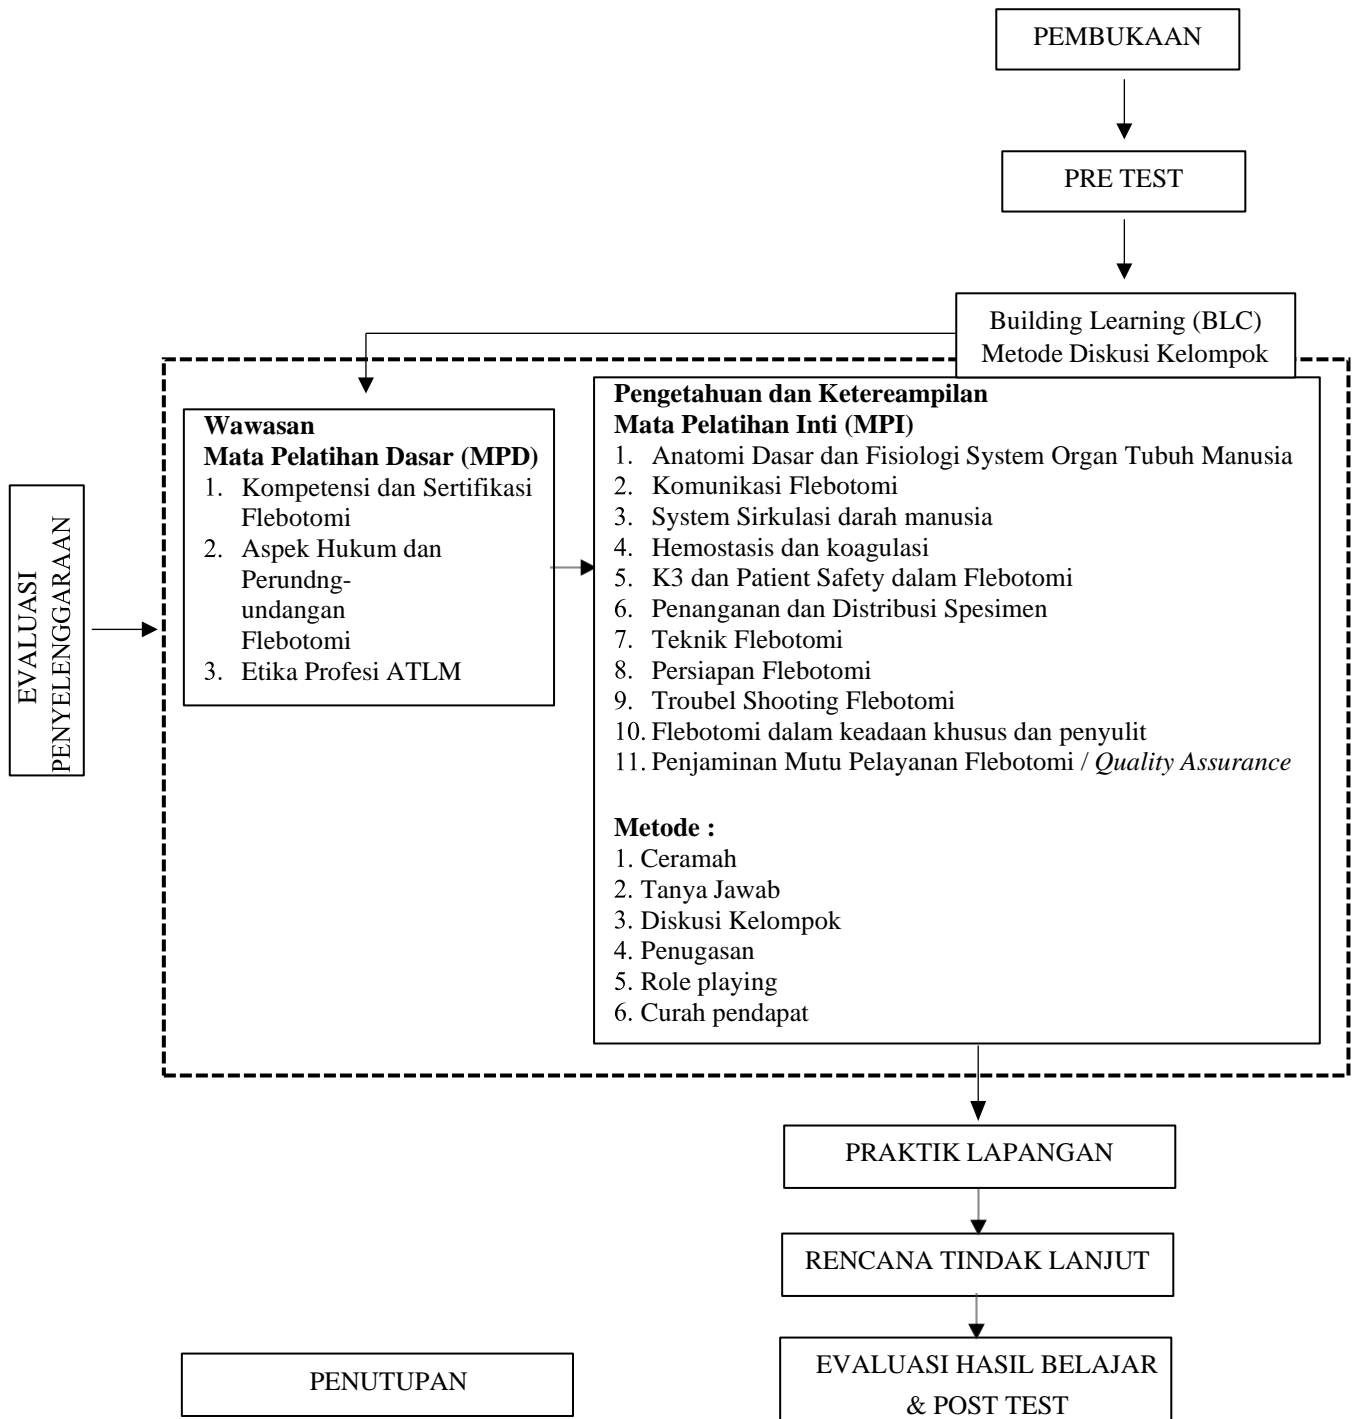 PEMBUKAAN
PRE TEST
Building Learning (BLC)
Metode Diskusi Kelompok
EVALUASI
PENYELENGGARAAN
Wawasan
Mata Pelatihan Dasar (MPD)
1. Kompetensi dan Sertifikasi
Flebotomi
2. Aspek Hukum dan
Perundng-
undangan
Flebotomi
3. Etika Profesi ATLM
Pengetahuan dan Ketereampilan
Mata Pelatihan Inti (MPI)
1. Anatomi Dasar dan Fisiologi System Organ Tubuh Manusia
2. Komunikasi Flebotomi
3. System Sirkulasi darah manusia
4. Hemostasis dan koagulasi
5. K3 dan Patient Safety dalam Flebotomi
6. Penanganan dan Distribusi Spesimen
7. Teknik Flebotomi
8. Persiapan Flebotomi
9. Troubel Shooting Flebotomi
10. Flebotomi dalam keadaan khusus dan penyulit
11. Penjaminan Mutu Pelayanan Flebotomi / Quality Assurance
Metode :
1. Ceramah
2. Tanya Jawab
3. Diskusi Kelompok
4. Penugasan
5. Role playing
6. Curah pendapat
PRAKTIK LAPANGAN
RENCANA TINDAK LANJUT
EVALUASI HASIL BELAJAR
& POST TEST
PENUTUPAN